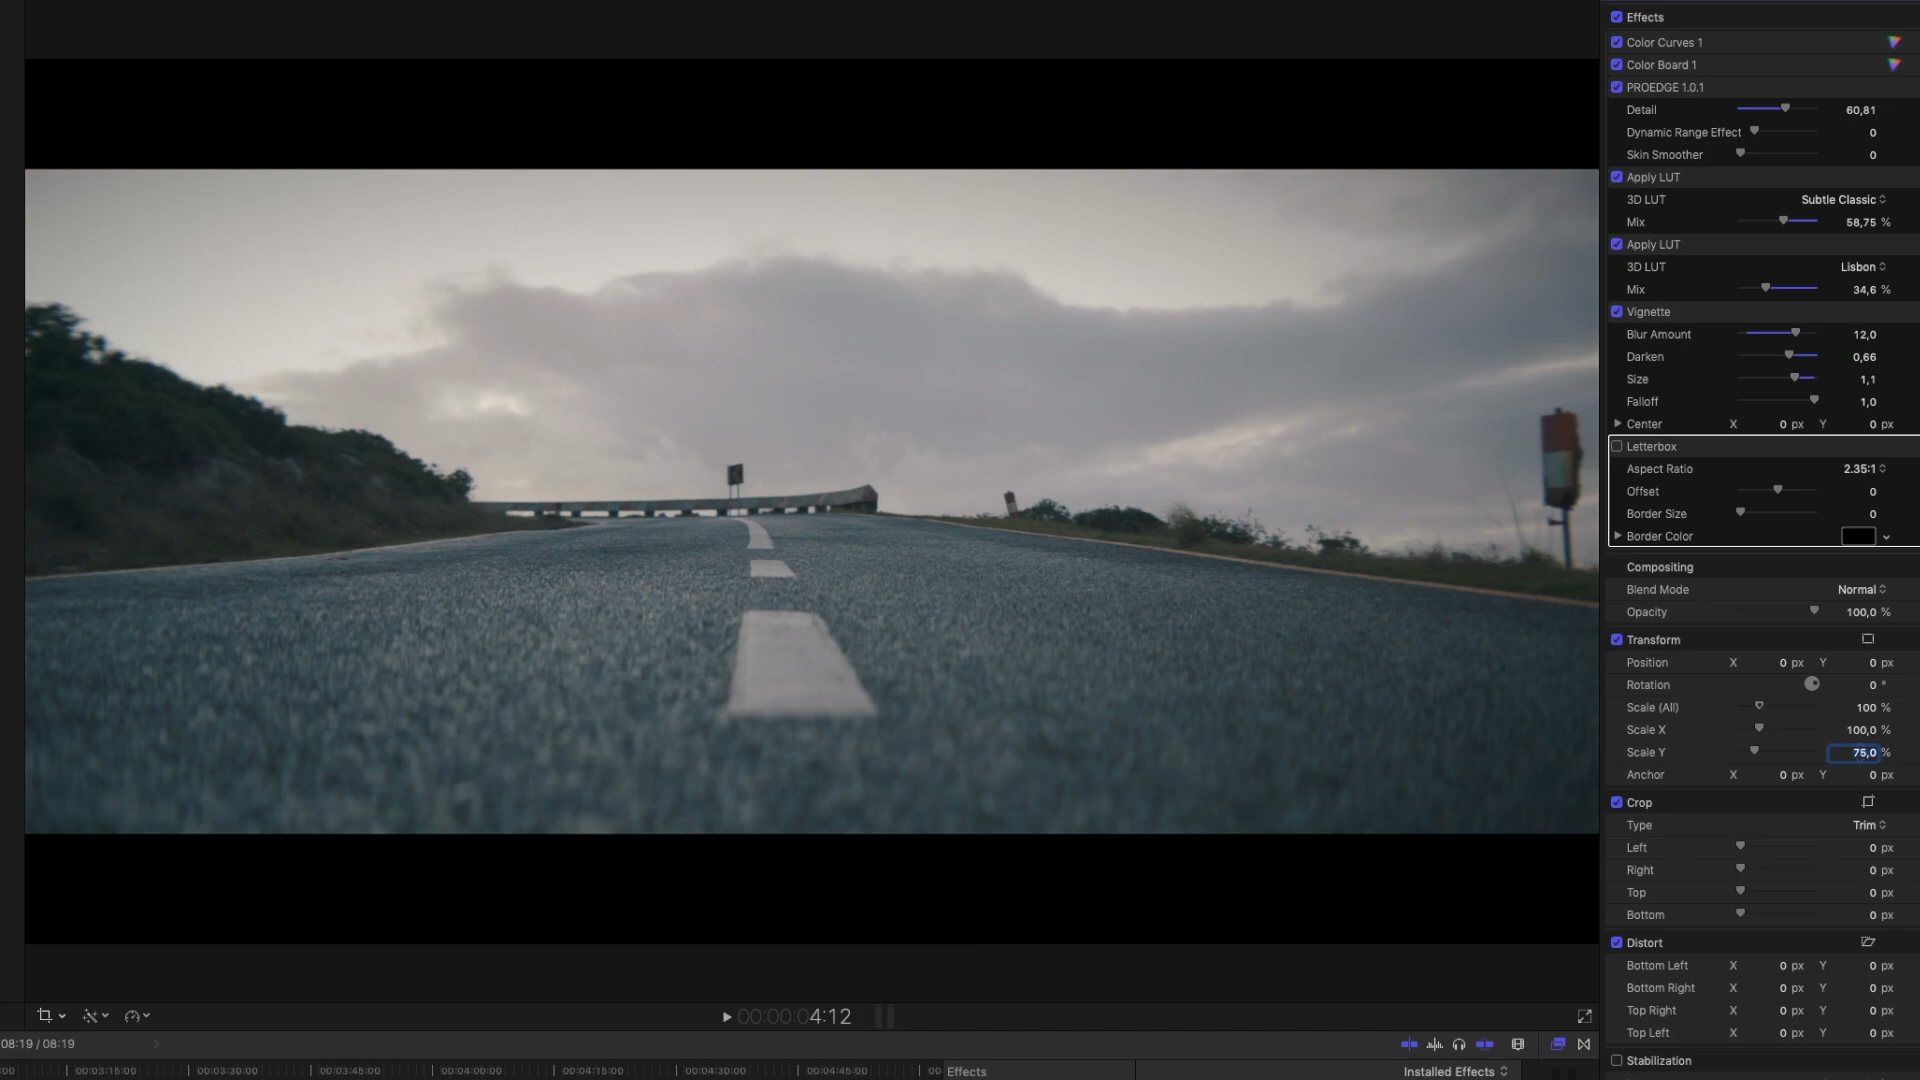 Effects
Color Curves 1
Color Board 1
PROEDGE 1.0.1
Detail 60,81
Dynamic Range Effect 0
Skin Smoother 0
Apply LUT
3D LUT Subtle Classic
Mix 58,75 %
Apply LUT
3D LUT Lisbon
Mix 34,6 %
Vignette
Blur Amount 12,0
Darken 0,66
Size 1,1
Falloff 1,0
Center X 0 px Y 0 px
Letterbox
Aspect Ratio 2.35:1
Offset 0
Border Size 0
Border Color
Compositing
Blend Mode Normal
Opacity 100,0 %
Transform
Position X 0 px Y 0 px
Rotation 0 °
Scale (All) 100 %
Scale X 100,0 %
Scale Y 75,0 %
Anchor X 0 px Y 0 px
Crop
Type Trim
Left 0 px
Right 0 px
Top 0 px
Bottom 0 px
Distort
Bottom Left X 0 px Y 0 px
Bottom Right X 0 px Y 0 px
Top Right X 0 px Y 0 px
Top Left X 0 px Y 0 px
Stabilization
00:00:04:12
08:19 / 08:19
:00 00:03:15:00 00:03:30:00 00:03:45:00 00:04:00:00 00:04:15:00 00:04:30:00 00:04:45:00 00
Effects Installed Effects